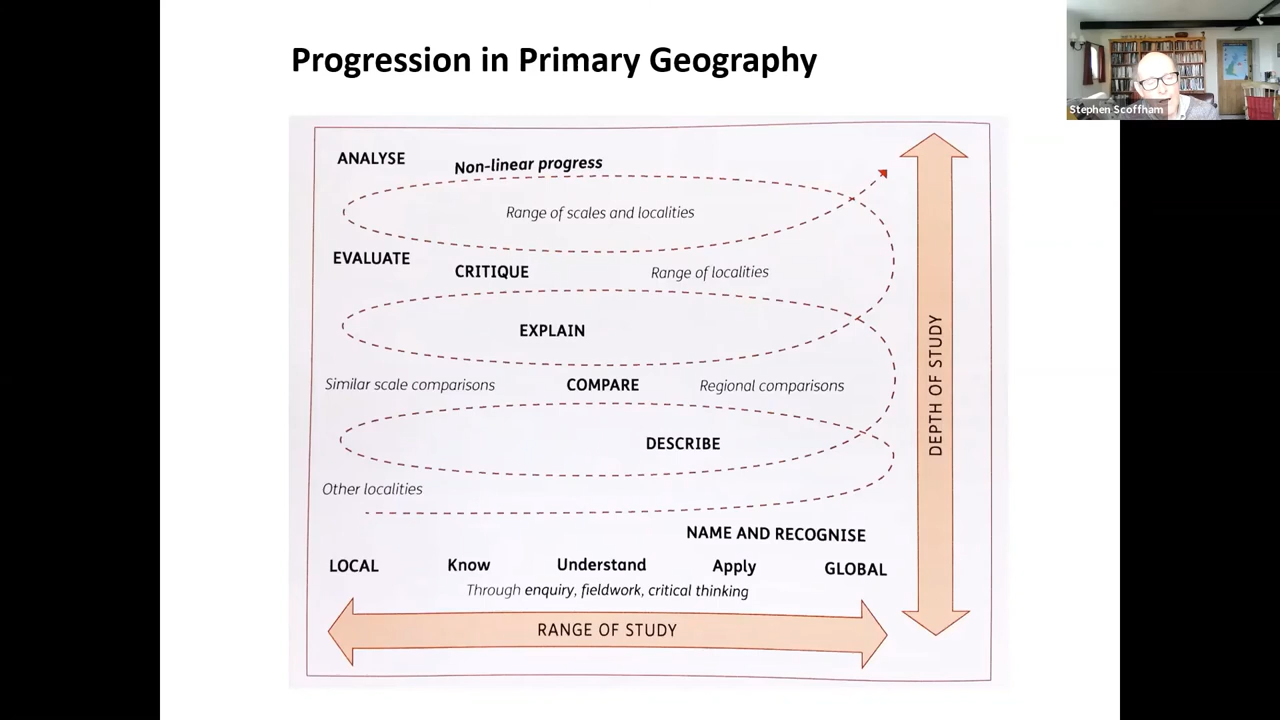 Progression in Primary Geography
Stephen Scoffham
ANALYSE
Non-linear progress
Range of scales and localities
EVALUATE
CRITIQUE
Range of localities
EXPLAIN
Similar scale comparisons
COMPARE
Regional comparisons
DESCRIBE
Other localities
NAME AND RECOGNISE
LOCAL
Know
Understand
Apply
GLOBAL
Through enquiry, fieldwork, critical thinking
RANGE OF STUDY
DEPTH OF STUDY